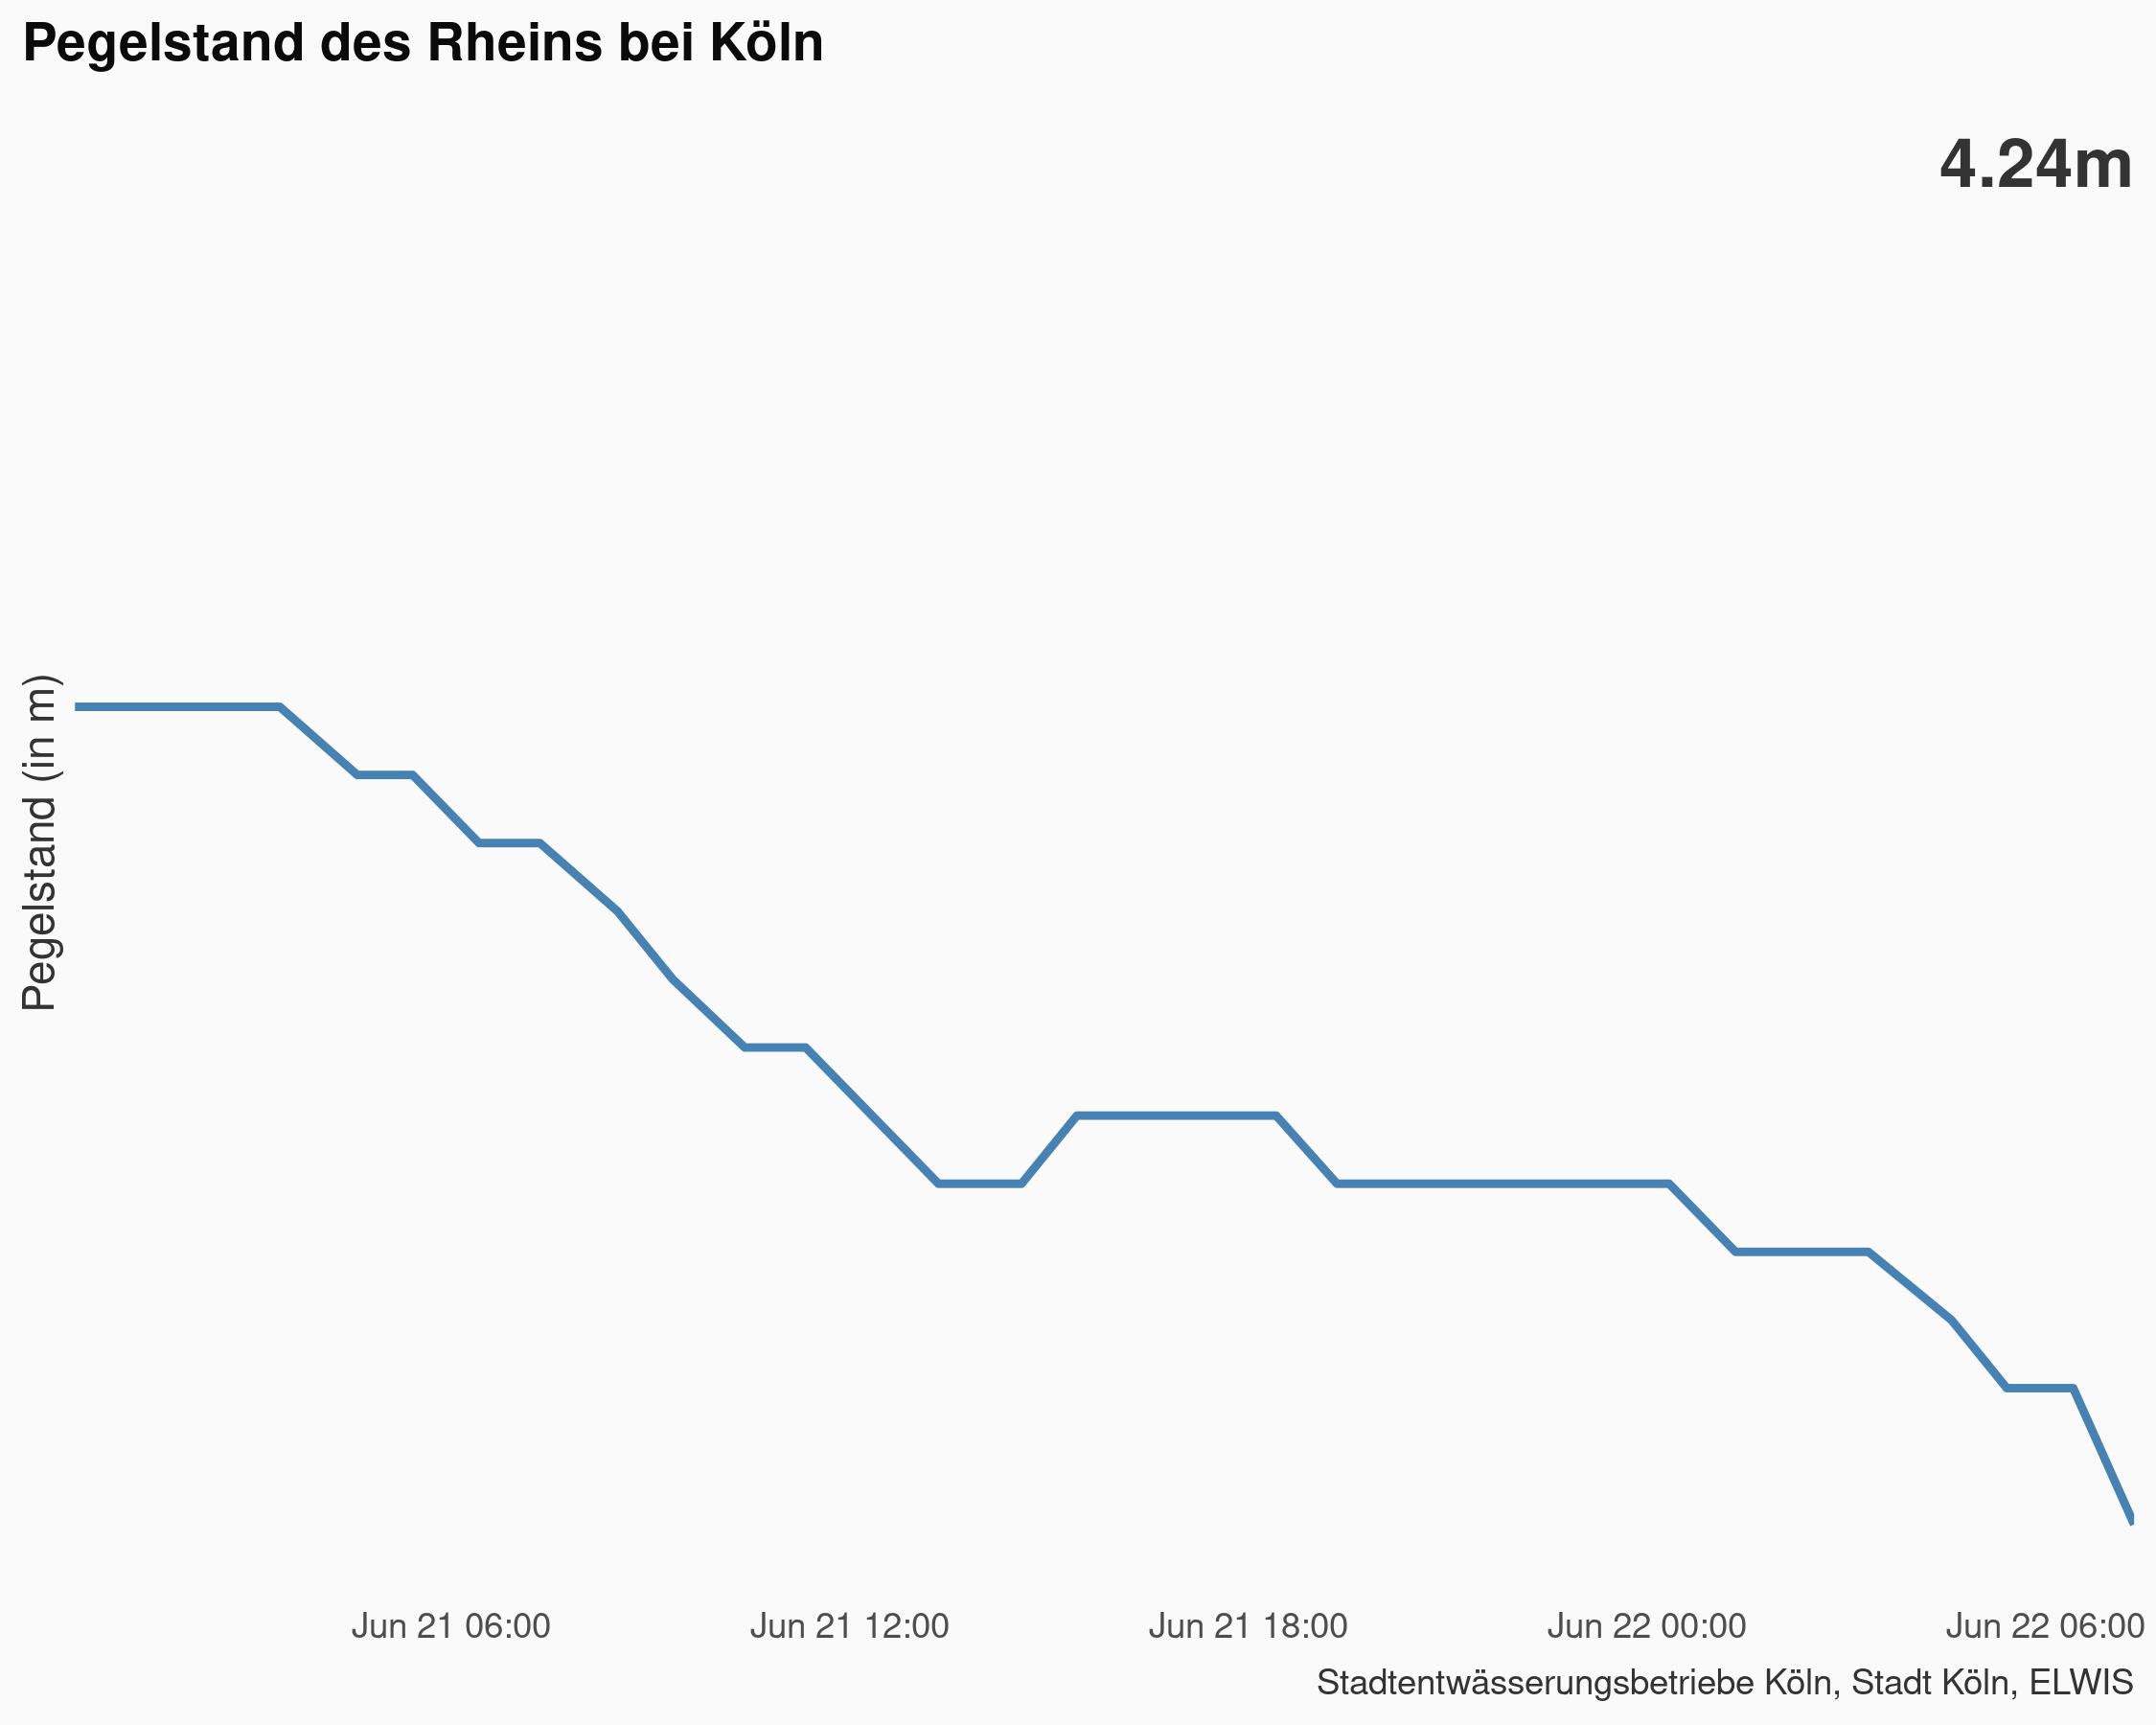 Pegelstand des Rheins bei Köln
4.24m
Pegelstand (in m)
Jun 21 06:00 Jun 21 12:00 Jun 21 18:00 Jun 22 00:00 Jun 22 06:00
Stadtentwässerungsbetriebe Köln, Stadt Köln, ELWIS